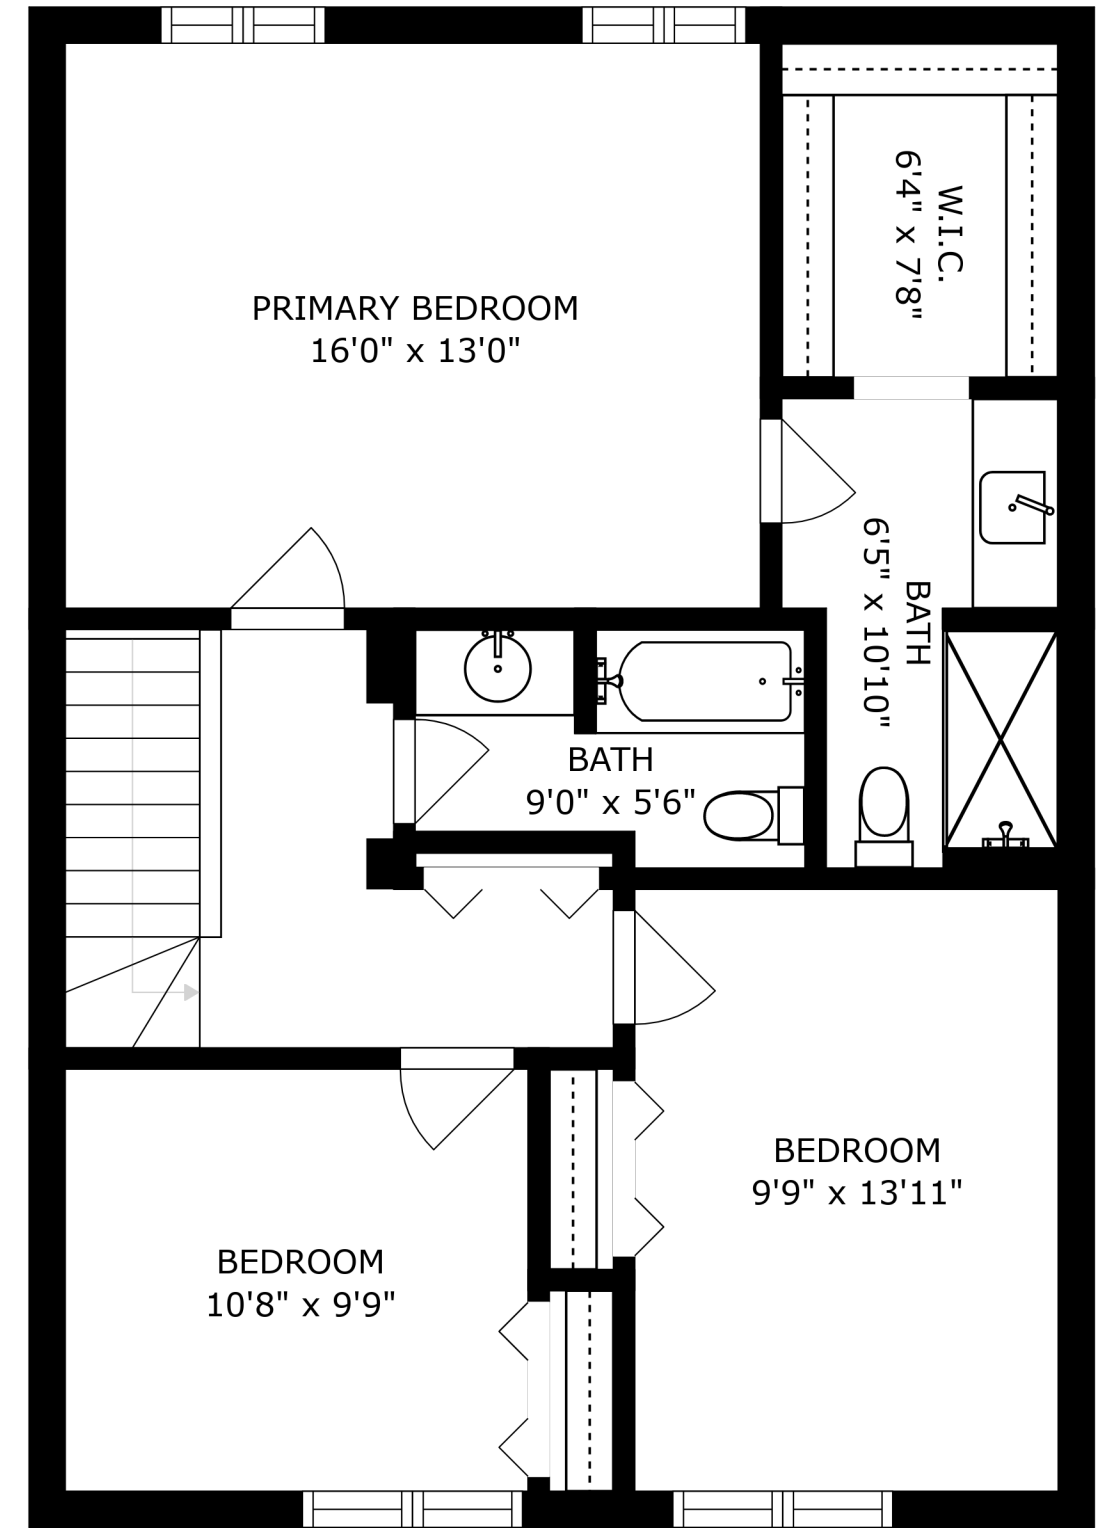 PRIMARY BEDROOM
16'0" x 13'0"
W.I.C.
6'4" x 7'8"
BATH
6'5" x 10'10"
BATH
9'0" x 5'6"
BEDROOM
9'9" x 13'11"
BEDROOM
10'8" x 9'9"